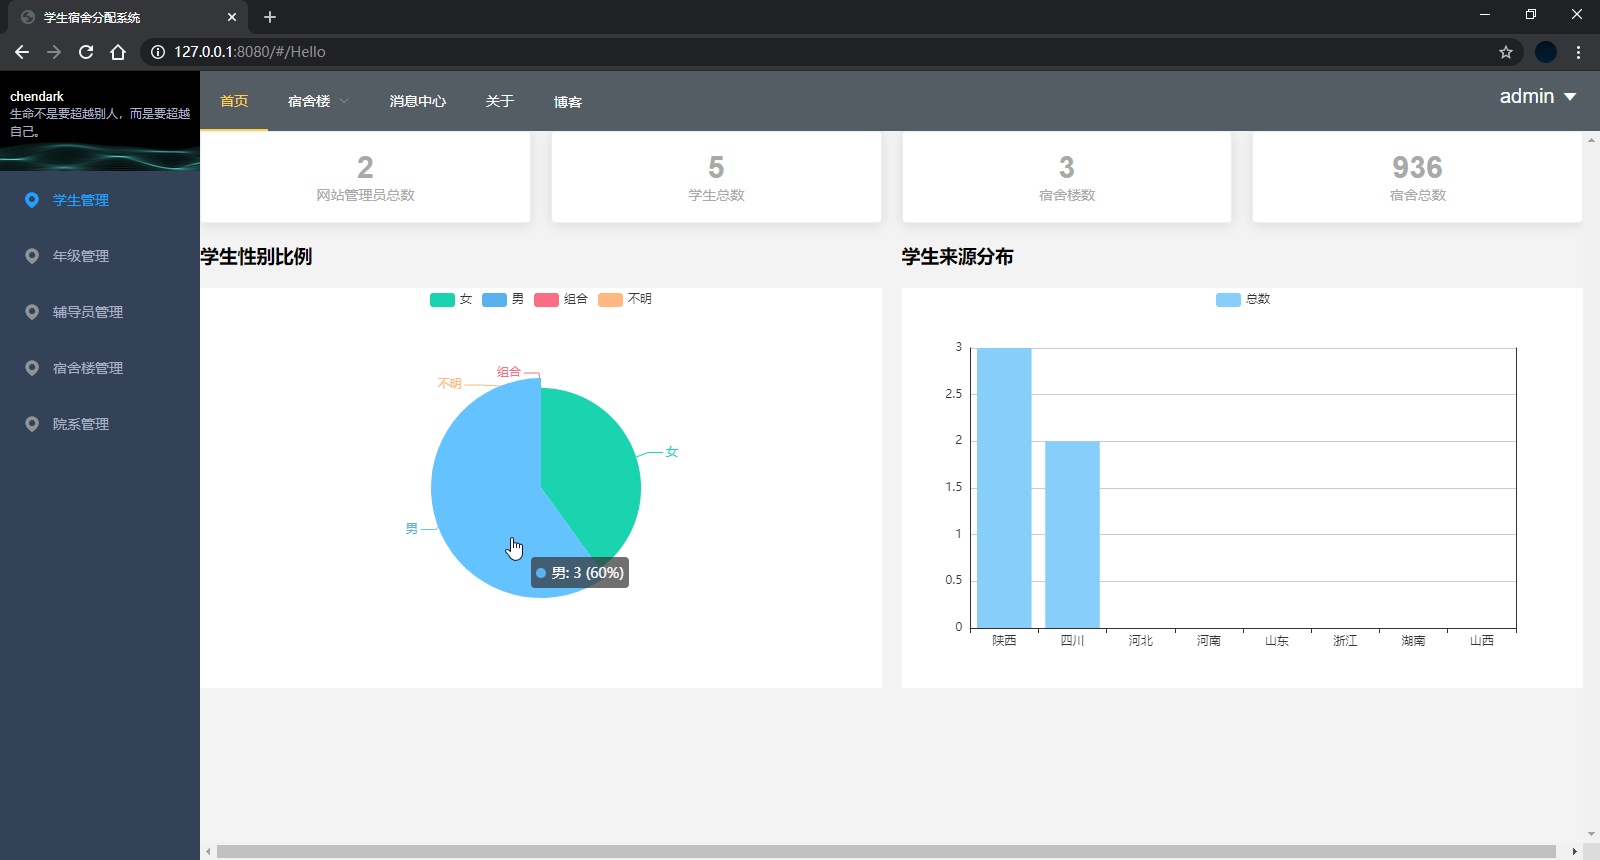 学生宿舍分配系统
127.0.0.1:8080/#/Hello
chendark
生命不是要超越别人，而是要超越
自己。
首页
宿舍楼
消息中心
关于
博客
admin
学生管理
年级管理
辅导员管理
宿舍楼管理
院系管理
2
网站管理员总数
5
学生总数
3
宿舍楼数
936
宿舍总数
学生性别比例
女 男 组合 不明
组合
不明
女
男
男: 3 (60%)
学生来源分布
总数
3
2.5
2
1.5
1
0.5
0
陕西 四川 河北 河南 山东 浙江 湖南 山西